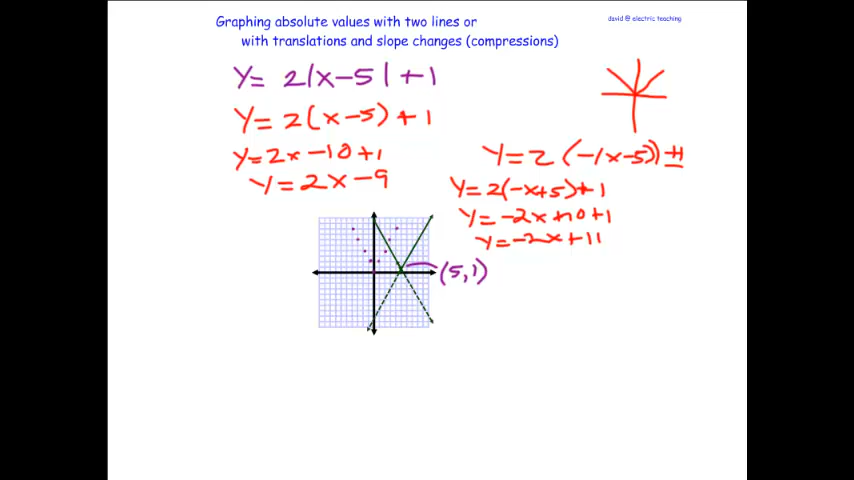 Graphing absolute values with two lines or
with translations and slope changes (compressions)
david @ electric teaching
Y= 2|x-5|+1
Y= 2(x-5)+1
Y=2x-10+1
Y=2x-9
Y=2(-1x-5))+1
Y=2(-x+5)+1
Y=-2x+10+1
Y=-2x+11
(5,1)